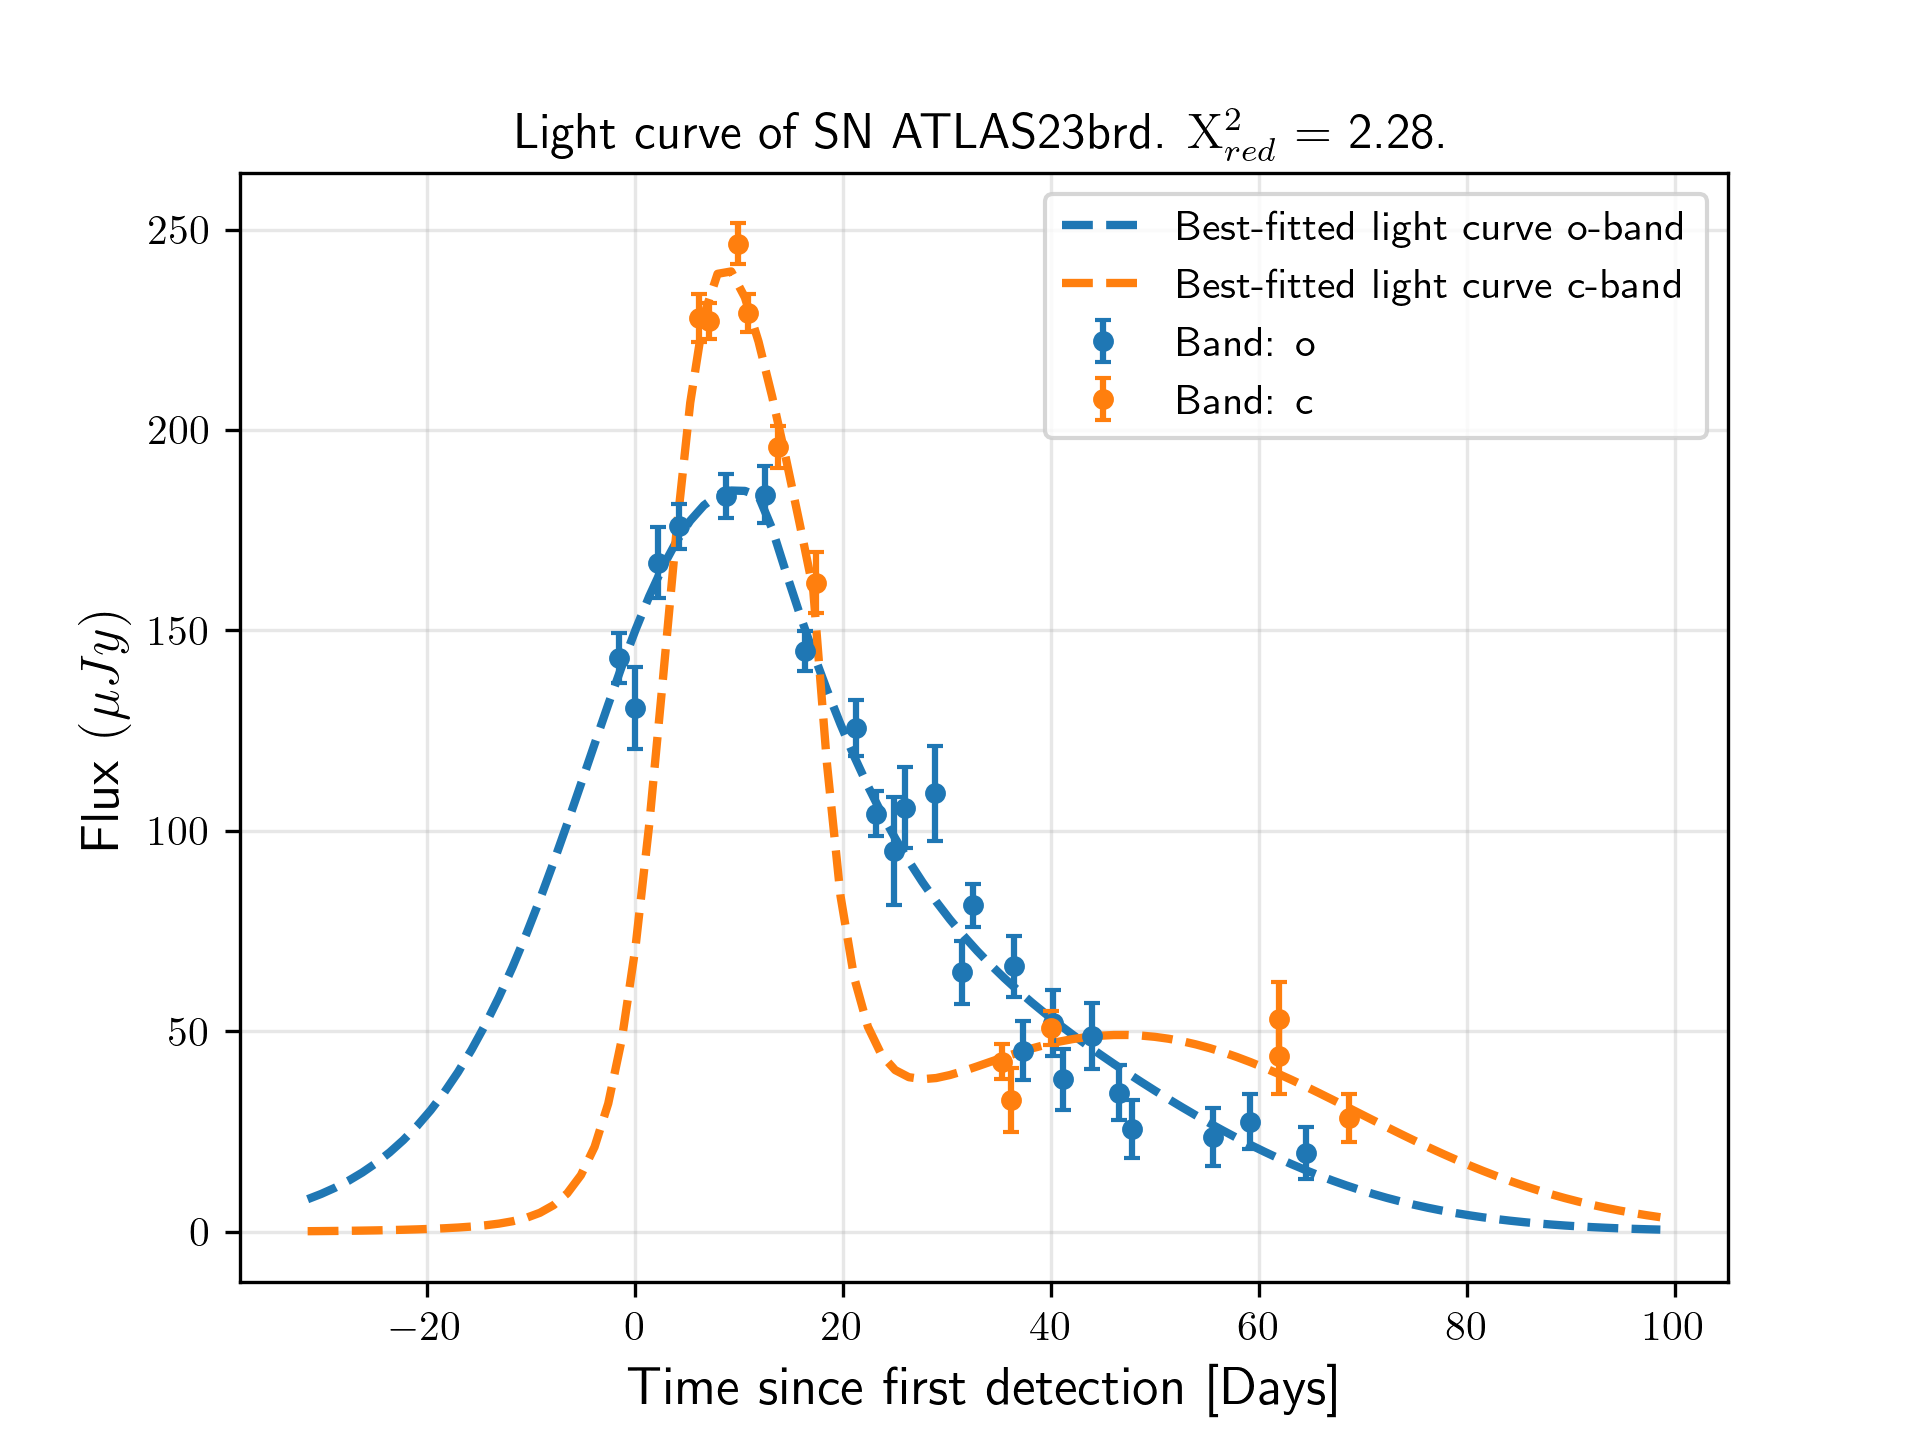 Light curve of SN ATLAS23brd. X²_red = 2.28.
Best-fitted light curve o-band
Best-fitted light curve c-band
Band: o
Band: c
Flux (μJy)
250
200
150
100
50
0
−20 0 20 40 60 80 100
Time since first detection [Days]